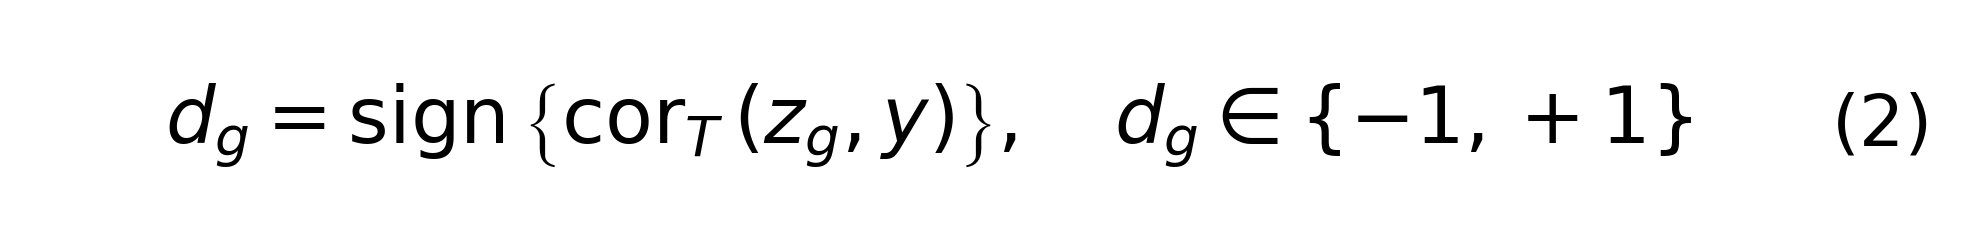 d_g = sign {cor_T (z_g, y)}, d_g ∈ {−1, +1} (2)